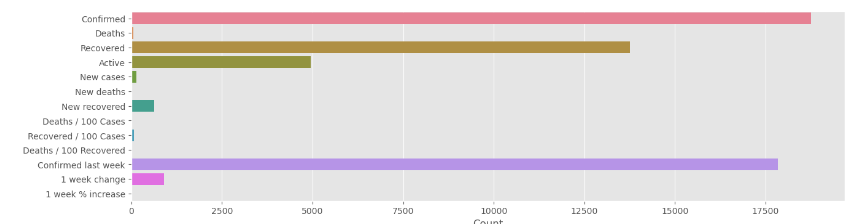 Confirmed
Deaths
Recovered
Active
New cases
New deaths
New recovered
Deaths / 100 Cases
Recovered / 100 Cases
Deaths / 100 Recovered
Confirmed last week
1 week change
1 week % increase
0 2500 5000 7500 10000 12500 15000 17500
Count